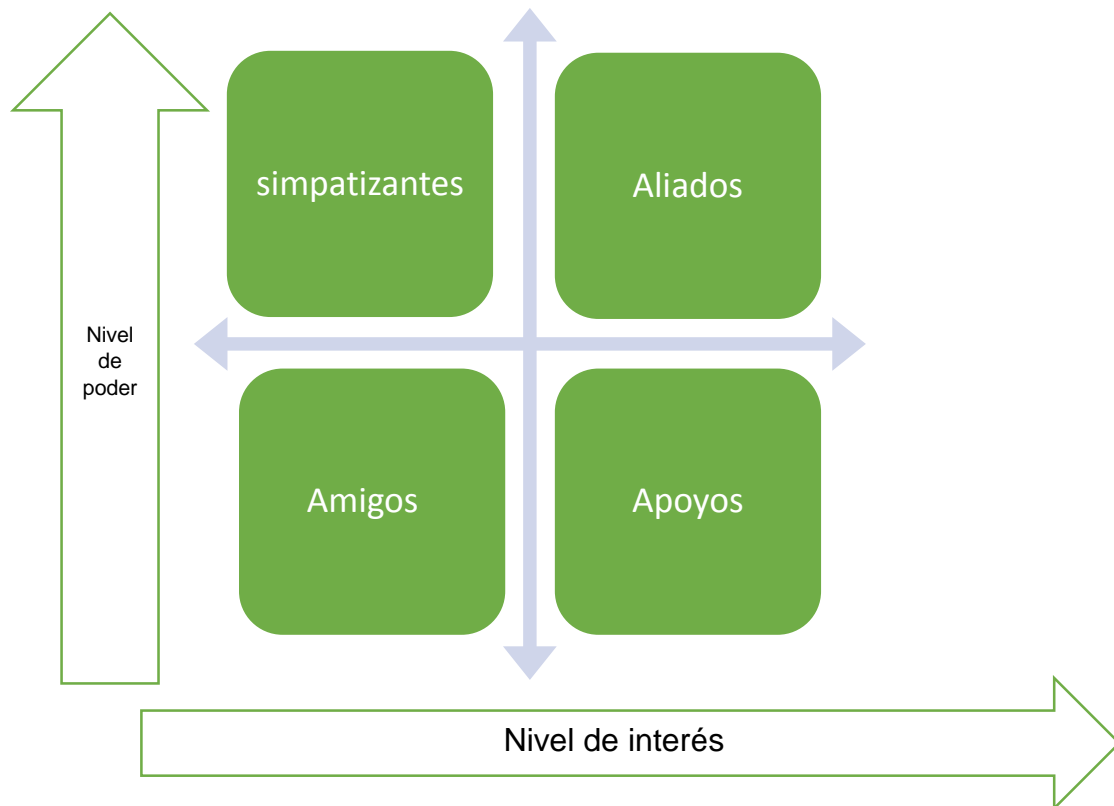 simpatizantes
Aliados
Nivel
de
poder
Amigos
Apoyos
Nivel de interés